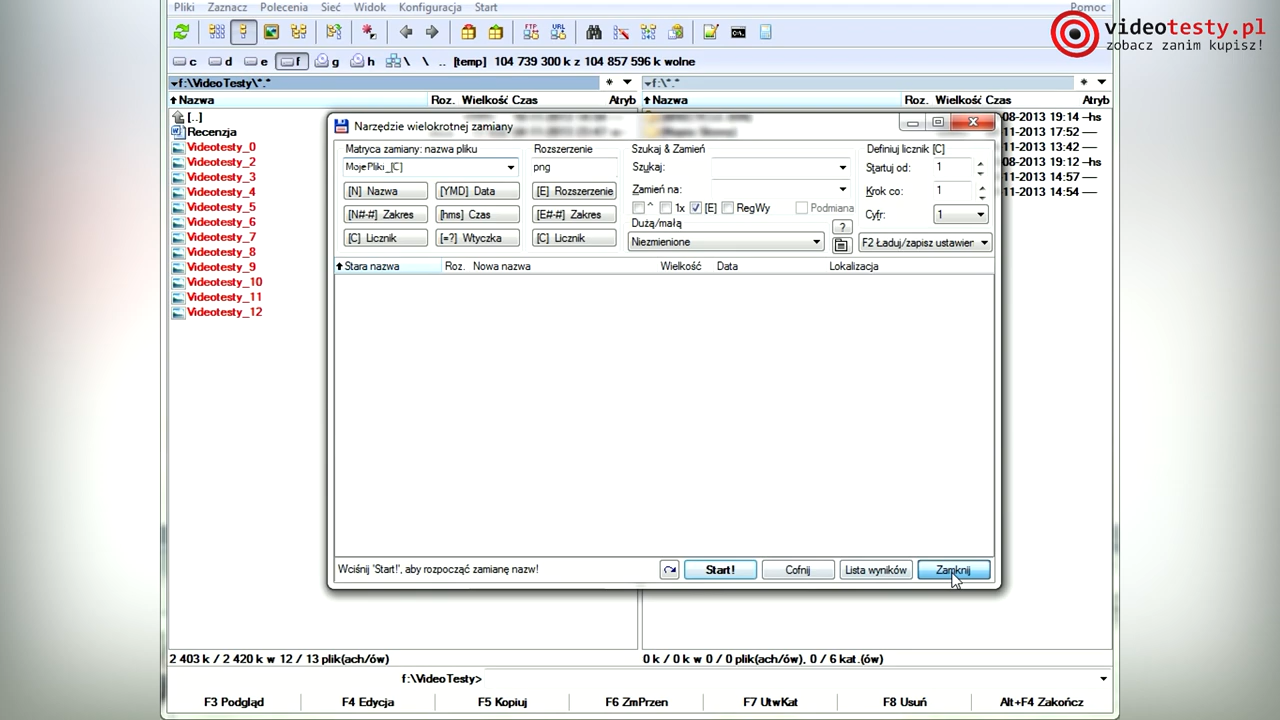 Pliki Zaznacz Polecenia Sieć Widok Konfiguracja Start Pomoc
videotesty.pl
zobacz zanim kupisz!
FTP URL
c d e f g h \ \ .. [temp] 104 739 300 k z 104 857 596 k wolne
f:\VideoTesty\*.* * f:\*.* *
Nazwa Roz. Wielkość Czas Atryb Nazwa Roz. Wielkość Czas Atryb
[..]
Recenzja
Videotesty_0
Videotesty_2
Videotesty_3
Videotesty_4
Videotesty_5
Videotesty_6
Videotesty_7
Videotesty_8
Videotesty_9
Videotesty_10
Videotesty_11
Videotesty_12
08-2013 19:14 --hs
11-2013 17:52 ----
11-2013 13:42 ----
08-2013 19:12 --hs
11-2013 14:57 ----
11-2013 14:54 ----
Narzędzie wielokrotnej zamiany
Matryca zamiany: nazwa pliku Rozszerzenie Szukaj & Zamień Definiuj licznik [C]
MojePliki_[C] png Szukaj: Startuj od: 1
[N] Nazwa [YMD] Data [E] Rozszerzenie Zamień na: Krok co: 1
[N#-#] Zakres [hms] Czas [E#-#] Zakres ^ 1x [E] RegWy Podmiana Cyfr: 1
Dużą/małą ?
[C] Licznik [=?] Wtyczka [C] Licznik Niezmienione F2 Ładuj/zapisz ustawien
Stara nazwa Roz. Nowa nazwa Wielkość Data Lokalizacja
Wciśnij 'Start!', aby rozpocząć zamianę nazw! Start! Cofnij Lista wyników Zamknij
2 403 k / 2 420 k w 12 / 13 plik(ach/ów) 0 k / 0 k w 0 / 0 plik(ach/ów), 0 / 6 kat.(ów)
f:\VideoTesty>
F3 Podgląd F4 Edycja F5 Kopiuj F6 ZmPrzen F7 UtwKat F8 Usuń Alt+F4 Zakończ